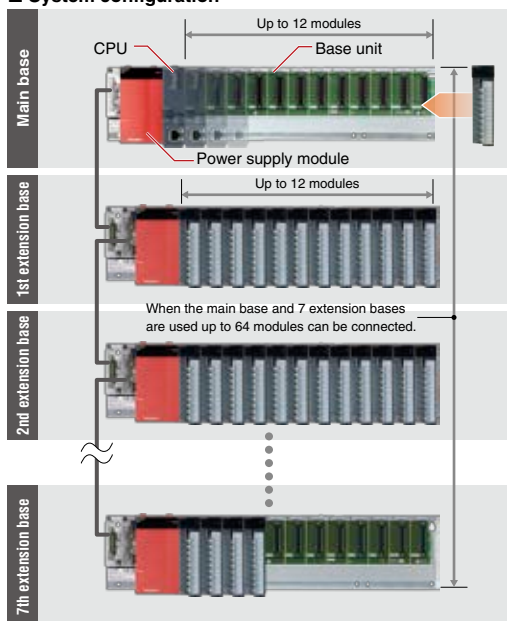 ■ System configuration
Up to 12 modules
CPU
Base unit
Main base
Power supply module
Up to 12 modules
1st extension base
When the main base and 7 extension bases
are used up to 64 modules can be connected.
2nd extension base
7th extension base